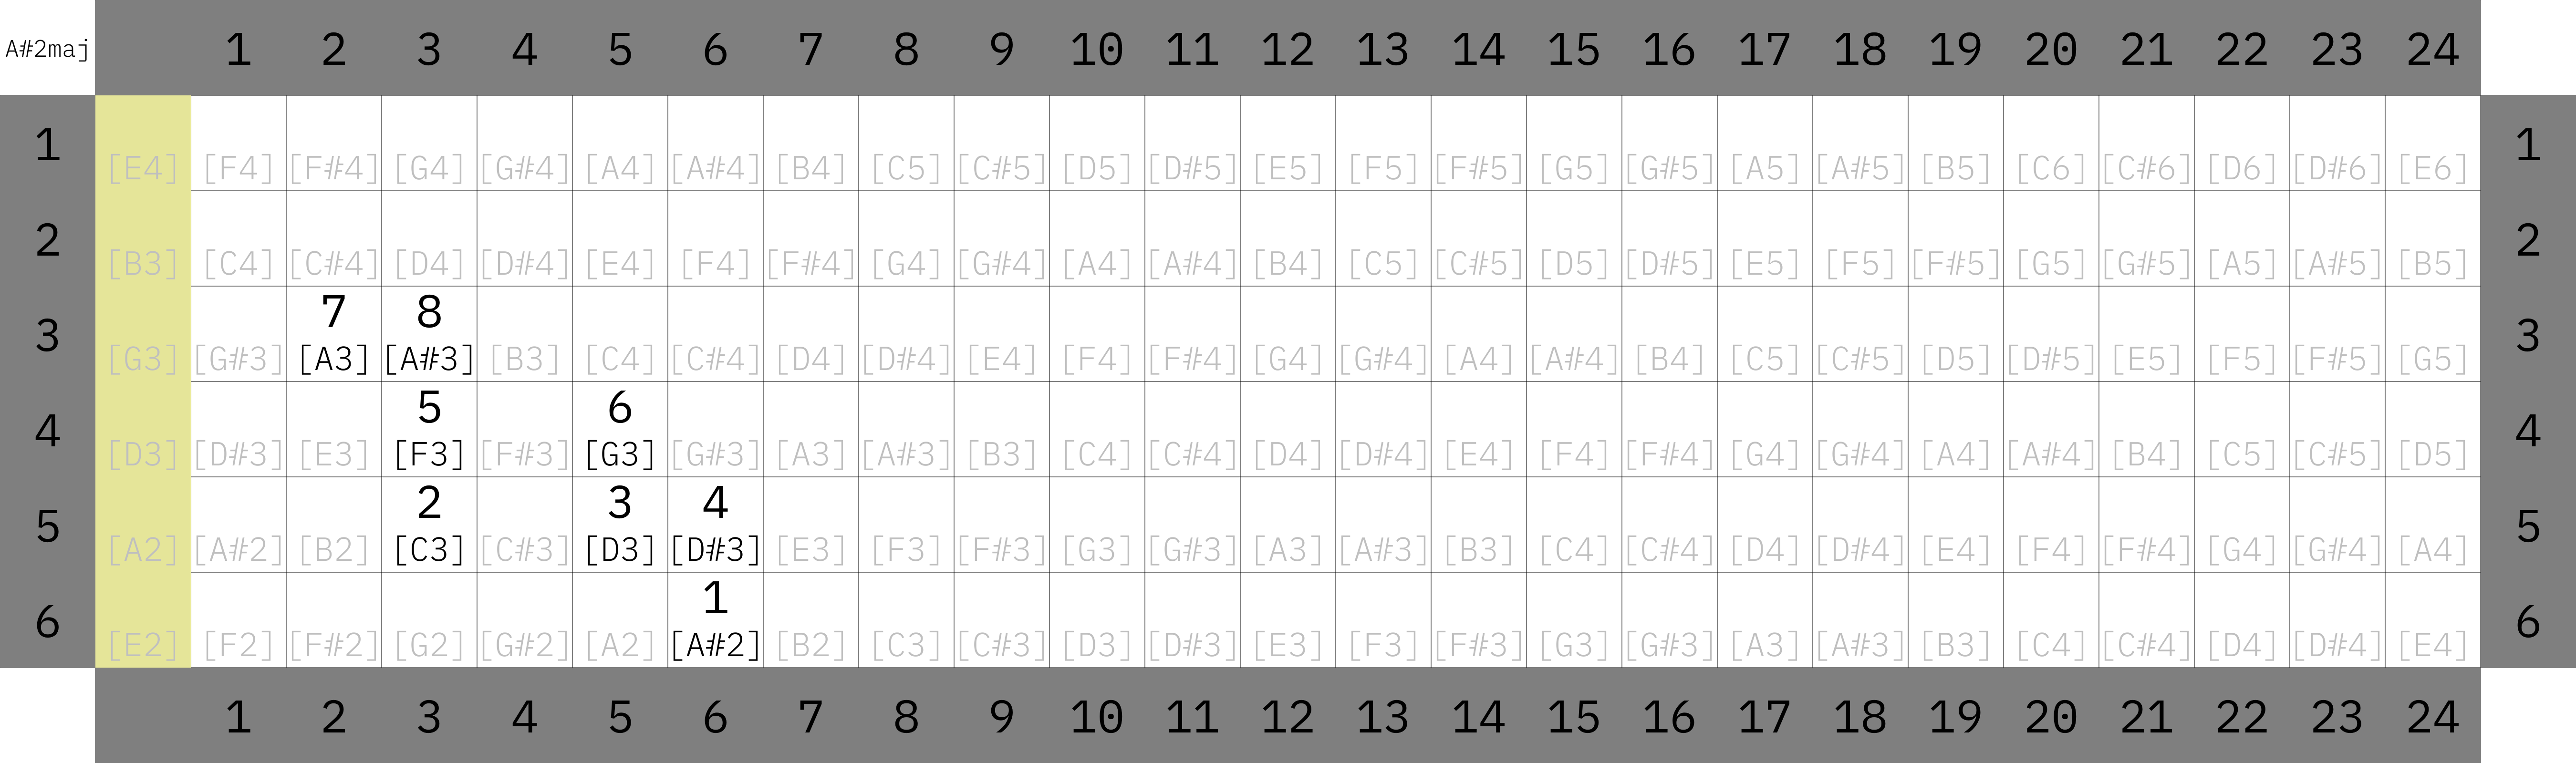 A#2maj 1 2 3 4 5 6 7 8 9 10 11 12 13 14 15 16 17 18 19 20 21 22 23 24
1 1
[E4] [F4] [F#4] [G4] [G#4] [A4] [A#4] [B4] [C5] [C#5] [D5] [D#5] [E5] [F5] [F#5] [G5] [G#5] [A5] [A#5] [B5] [C6] [C#6] [D6] [D#6] [E6]
2 2
[B3] [C4] [C#4] [D4] [D#4] [E4] [F4] [F#4] [G4] [G#4] [A4] [A#4] [B4] [C5] [C#5] [D5] [D#5] [E5] [F5] [F#5] [G5] [G#5] [A5] [A#5] [B5]
3 7 8 3
[G3] [G#3] [A3] [A#3] [B3] [C4] [C#4] [D4] [D#4] [E4] [F4] [F#4] [G4] [G#4] [A4] [A#4] [B4] [C5] [C#5] [D5] [D#5] [E5] [F5] [F#5] [G5]
4 5 6 4
[D3] [D#3] [E3] [F3] [F#3] [G3] [G#3] [A3] [A#3] [B3] [C4] [C#4] [D4] [D#4] [E4] [F4] [F#4] [G4] [G#4] [A4] [A#4] [B4] [C5] [C#5] [D5]
5 2 3 4 5
[A2] [A#2] [B2] [C3] [C#3] [D3] [D#3] [E3] [F3] [F#3] [G3] [G#3] [A3] [A#3] [B3] [C4] [C#4] [D4] [D#4] [E4] [F4] [F#4] [G4] [G#4] [A4]
6 1 6
[E2] [F2] [F#2] [G2] [G#2] [A2] [A#2] [B2] [C3] [C#3] [D3] [D#3] [E3] [F3] [F#3] [G3] [G#3] [A3] [A#3] [B3] [C4] [C#4] [D4] [D#4] [E4]
1 2 3 4 5 6 7 8 9 10 11 12 13 14 15 16 17 18 19 20 21 22 23 24